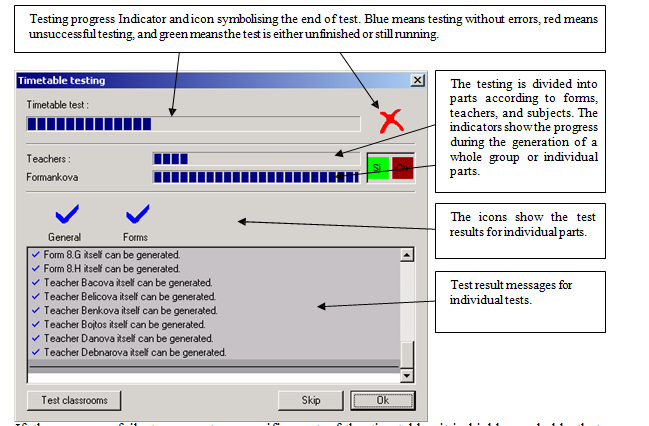 Testing progress Indicator and icon symbolising the end of test. Blue means testing without errors, red means
unsuccessful testing, and green means the test is either unfinished or still running.
Timetable testing
Timetable test :
Teachers :
Formankova
Sj
General
Forms
Form 8.G itself can be generated.
Form 8.H itself can be generated.
Teacher Bacova itself can be generated.
Teacher Belicova itself can be generated.
Teacher Benkova itself can be generated.
Teacher Bojtos itself can be generated.
Teacher Danova itself can be generated.
Teacher Debnarova itself can be generated.
Test classrooms
Skip
Ok
The testing is divided into
parts according to forms,
teachers, and subjects. The
indicators show the progress
during the generation of a
whole group or individual
parts.
The icons show the test
results for individual parts.
Test result messages for
individual tests.